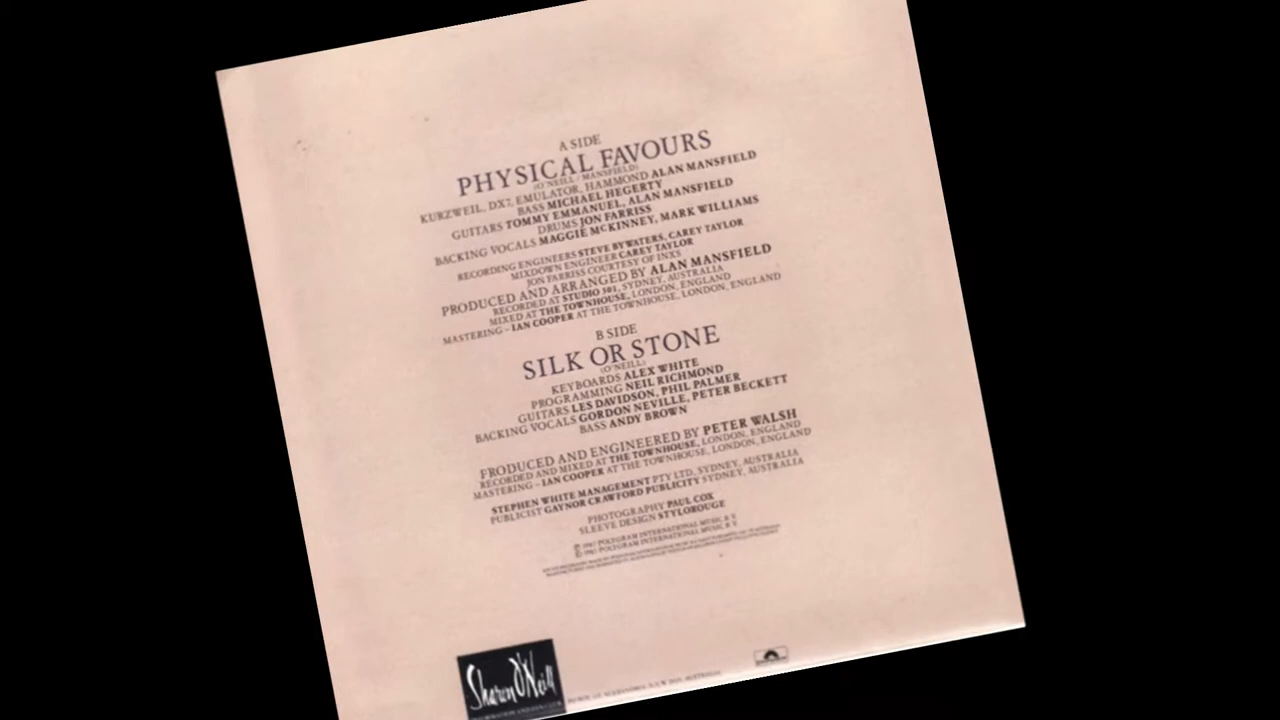 A SIDE
PHYSICAL FAVOURS
(O'NEILL / MANSFIELD)
KURZWEIL, DX7, EMULATOR, HAMMOND ALAN MANSFIELD
BASS MICHAEL HEGERTY
GUITARS TOMMY EMMANUEL, ALAN MANSFIELD
DRUMS JON FARRISS
BACKING VOCALS MAGGIE McKINNEY, MARK WILLIAMS
RECORDING ENGINEERS STEVE BYWATERS, CAREY TAYLOR
MIXDOWN ENGINEER CAREY TAYLOR
JON FARRISS COURTESY OF INXS
PRODUCED AND ARRANGED BY ALAN MANSFIELD
RECORDED AT STUDIO 301, SYDNEY, AUSTRALIA
MIXED AT THE TOWNHOUSE, LONDON, ENGLAND
MASTERING – IAN COOPER AT THE TOWNHOUSE, LONDON, ENGLAND
B SIDE
SILK OR STONE
(O'NEILL)
KEYBOARDS ALEX WHITE
PROGRAMMING NEIL RICHMOND
GUITARS LES DAVIDSON, PHIL PALMER
BACKING VOCALS GORDON NEVILLE, PETER BECKETT
BASS ANDY BROWN
PRODUCED AND ENGINEERED BY PETER WALSH
RECORDED AND MIXED AT THE TOWNHOUSE, LONDON, ENGLAND
MASTERING – IAN COOPER AT THE TOWNHOUSE, LONDON, ENGLAND
STEPHEN WHITE MANAGEMENT PTY LTD, SYDNEY, AUSTRALIA
PUBLICIST GAYNOR CRAWFORD PUBLICITY SYDNEY, AUSTRALIA
PHOTOGRAPHY PAUL COX
SLEEVE DESIGN STYLOROUGE
℗ 1987 POLYGRAM INTERNATIONAL MUSIC B.V.
© 1987 POLYGRAM INTERNATIONAL MUSIC B.V.
Sharon O'Neill